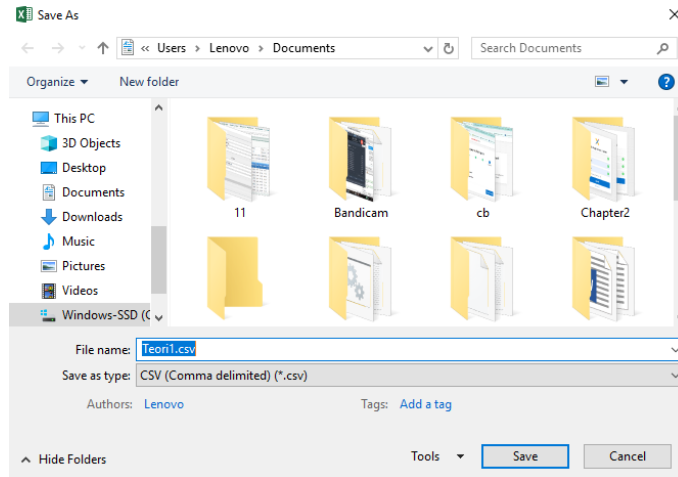 Save As
« Users › Lenovo › Documents
Search Documents
Organize
New folder
This PC
3D Objects
Desktop
Documents
Downloads
Music
Pictures
Videos
Windows-SSD (C
11
Bandicam
cb
Chapter2
File name: Teori1.csv
Save as type: CSV (Comma delimited) (*.csv)
Authors: Lenovo Tags: Add a tag
Hide Folders
Tools Save Cancel